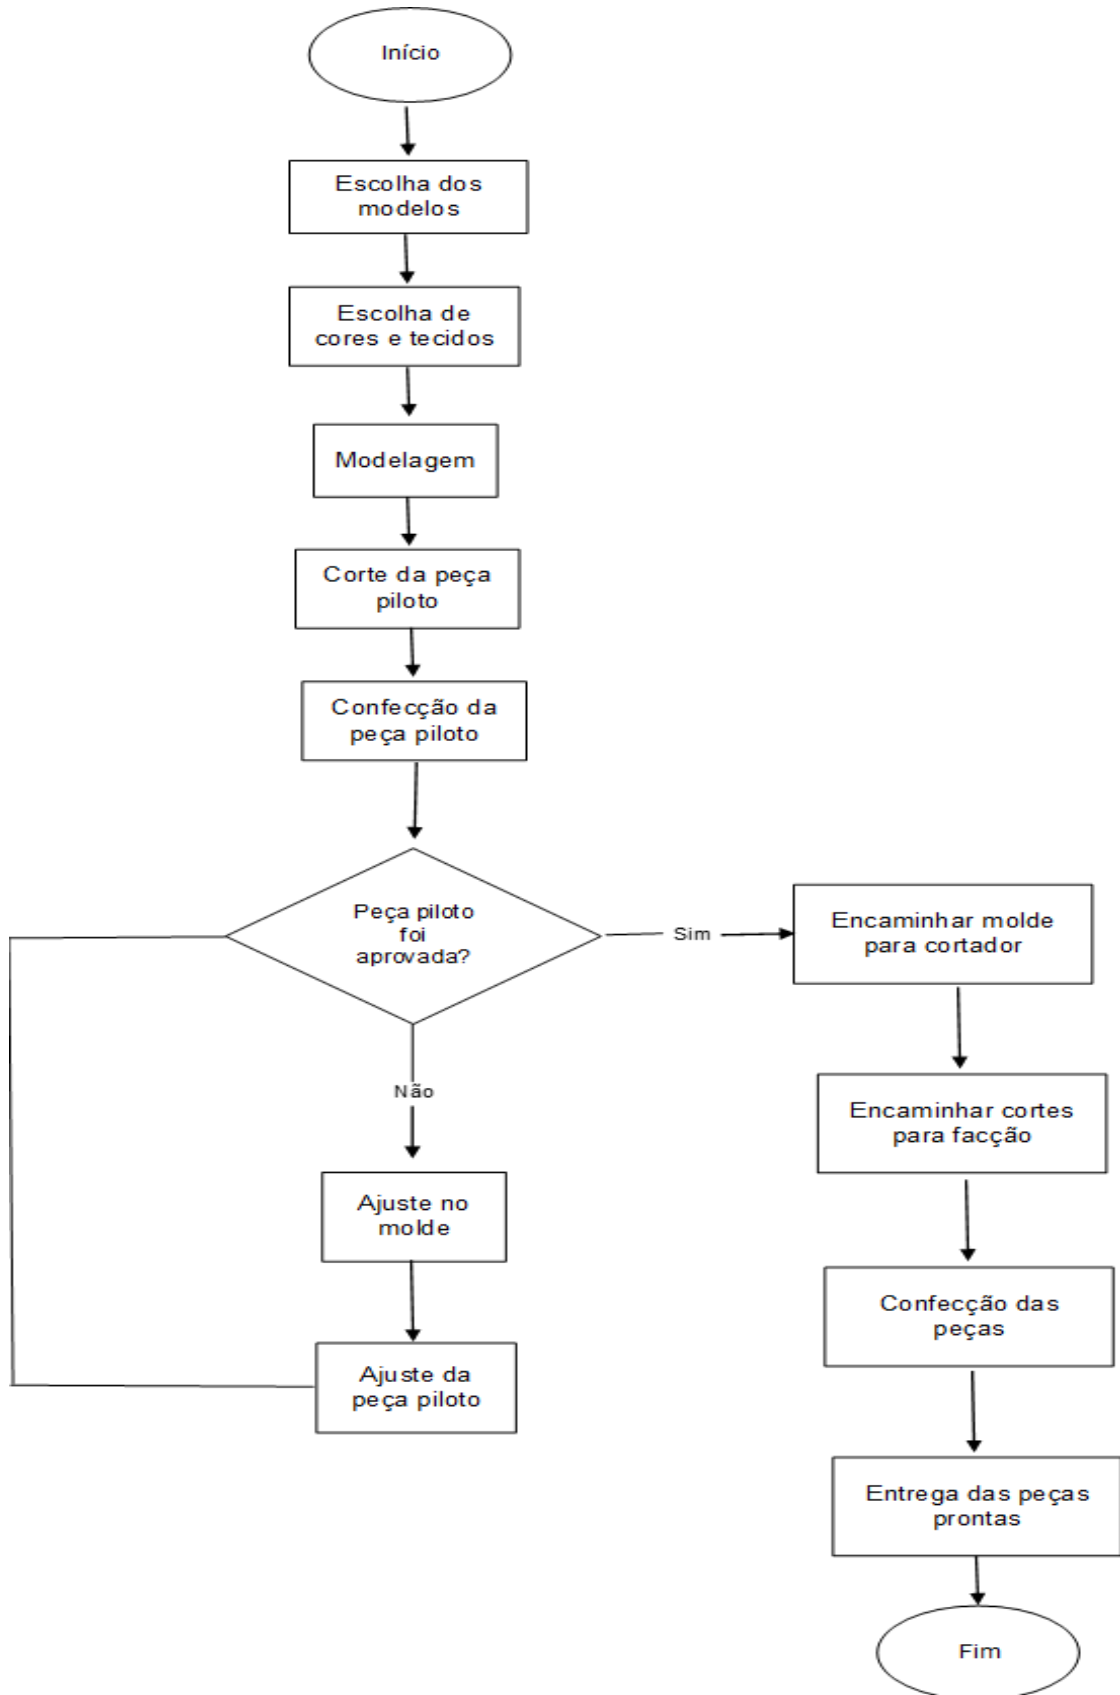 Início
Escolha dos
modelos
Escolha de
cores e tecidos
Modelagem
Corte da peça
piloto
Confecção da
peça piloto
Peça piloto
foi
aprovada?
Sim
Encaminhar molde
para cortador
Não
Encaminhar cortes
para facção
Ajuste no
molde
Confecção das
peças
Ajuste da
peça piloto
Entrega das peças
prontas
Fim